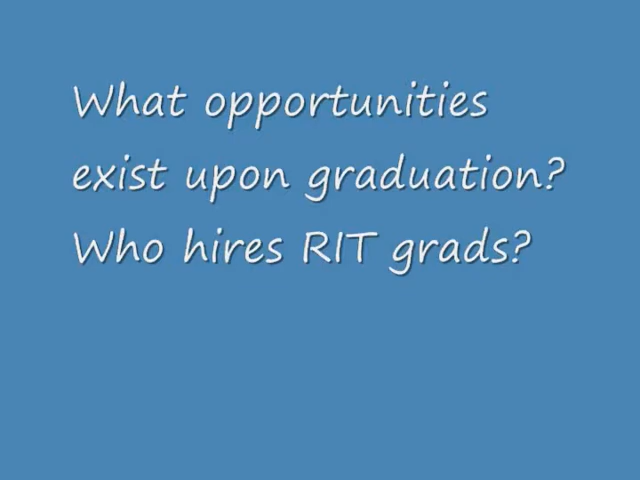 What opportunities
exist upon graduation?
Who hires RIT grads?